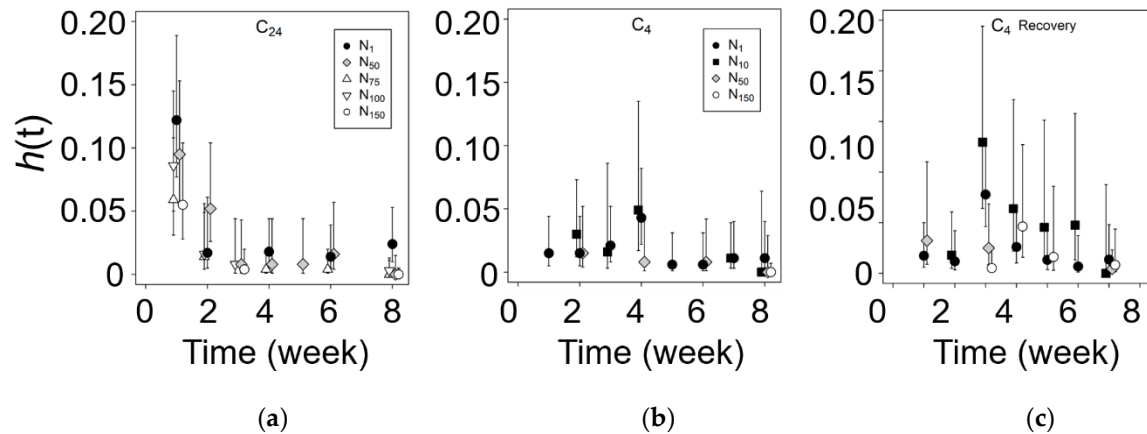 C24
N1
N50
N75
N100
N150
0.20
0.15
0.10
0.05
0
h(t)
0 2 4 6 8
Time (week)
(a)
C4
N1
N10
N50
N150
0.20
0.15
0.10
0.05
0
0 2 4 6 8
Time (week)
(b)
C4 Recovery
0.20
0.15
0.10
0.05
0
0 2 4 6 8
Time (week)
(c)